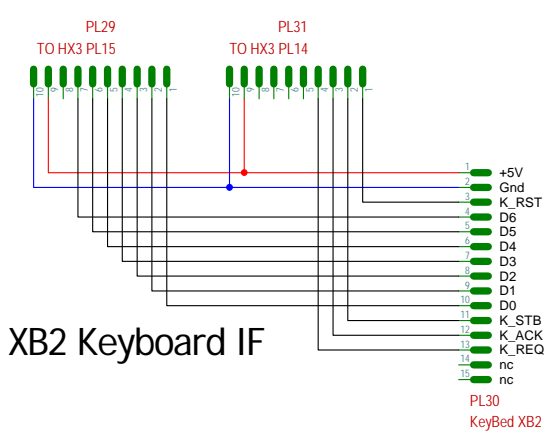 PL29
TO HX3 PL15
PL31
TO HX3 PL14
10 9 8 7 6 5 4 3 2 1
10 9 8 7 6 5 4 3 2 1
1 +5V
2 Gnd
3 K_RST
4 D6
5 D5
6 D4
7 D3
8 D2
9 D1
10 D0
11 K_STB
12 K_ACK
13 K_REQ
14 nc
15 nc
XB2 Keyboard IF
PL30
KeyBed XB2